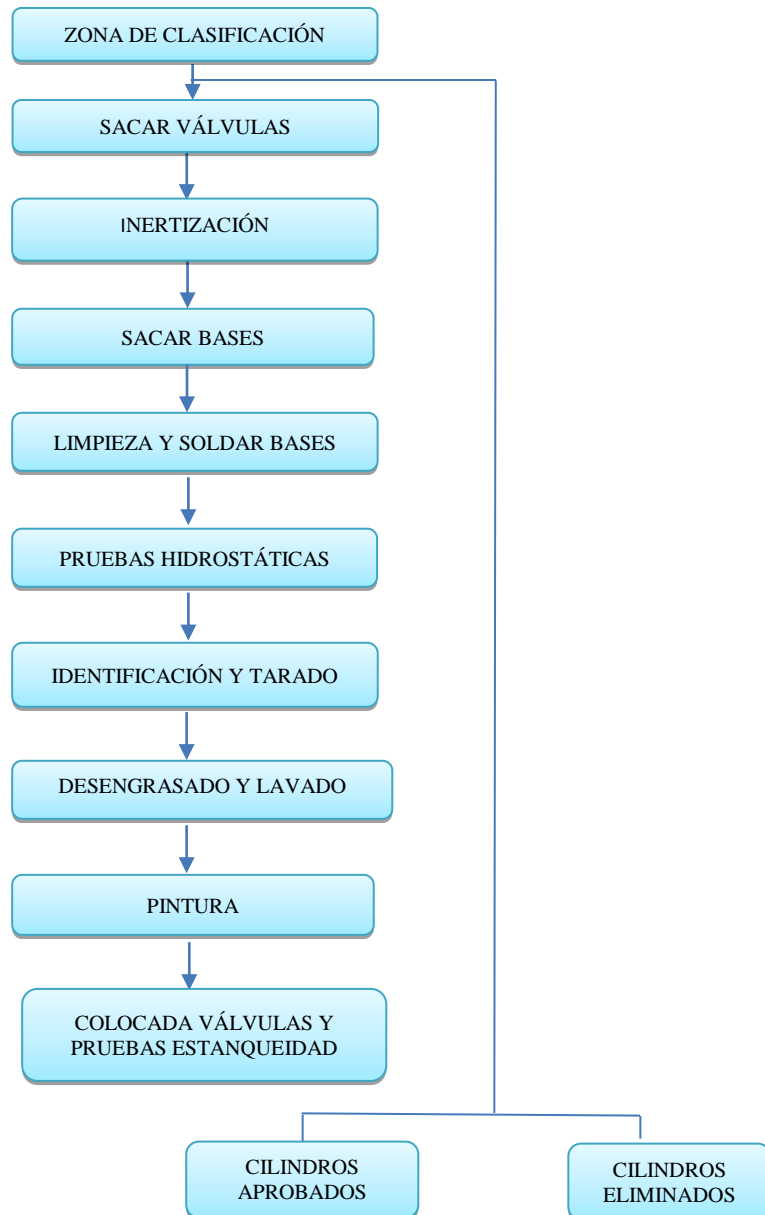 ZONA DE CLASIFICACIÓN
SACAR VÁLVULAS
INERTIZACIÓN
SACAR BASES
LIMPIEZA Y SOLDAR BASES
PRUEBAS HIDROSTÁTICAS
IDENTIFICACIÓN Y TARADO
DESENGRASADO Y LAVADO
PINTURA
COLOCADA VÁLVULAS Y
PRUEBAS ESTANQUEIDAD
CILINDROS
APROBADOS
CILINDROS
ELIMINADOS